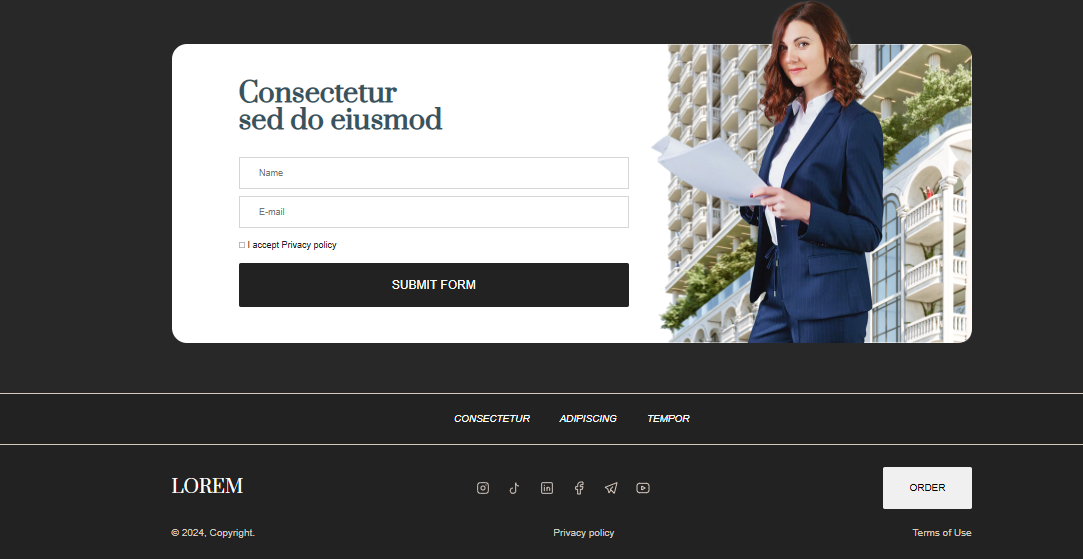 Consectetur
sed do eiusmod
Name
E-mail
I accept Privacy policy
SUBMIT FORM
CONSECTETUR ADIPISCING TEMPOR
LOREM
ORDER
© 2024, Copyright. Privacy policy Terms of Use